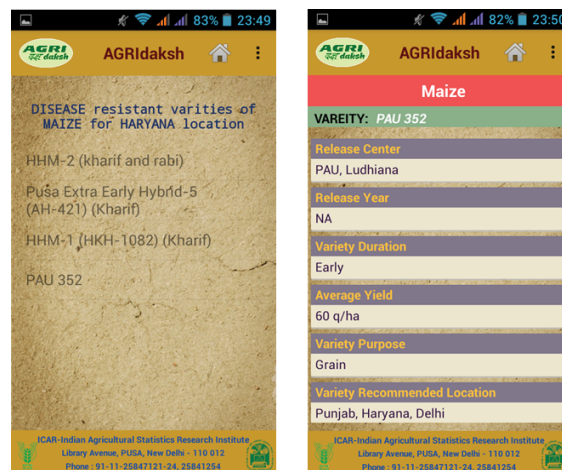 83% 23:49
AGRI
daksh
AGRIdaksh
DISEASE resistant varities of
MAIZE for HARYANA location
HHM-2 (kharif and rabi)
Pusa Extra Early Hybrid-5
(AH-421) (Kharif)
HHM-1 (HKH-1082) (Kharif)
PAU 352
ICAR-Indian Agricultural Statistics Research Institute
Library Avenue, PUSA, New Delhi - 110 012
Phone : 91-11-25847121-24, 25841254
82% 23:50
AGRI
daksh
AGRIdaksh
Maize
VAREITY: PAU 352
Release Center
PAU, Ludhiana
Release Year
NA
Variety Duration
Early
Average Yield
60 q/ha
Variety Purpose
Grain
Variety Recommended Location
Punjab, Haryana, Delhi
ICAR-Indian Agricultural Statistics Research Institute
Library Avenue, PUSA, New Delhi - 110 012
Phone : 91-11-25847121-24, 25841254